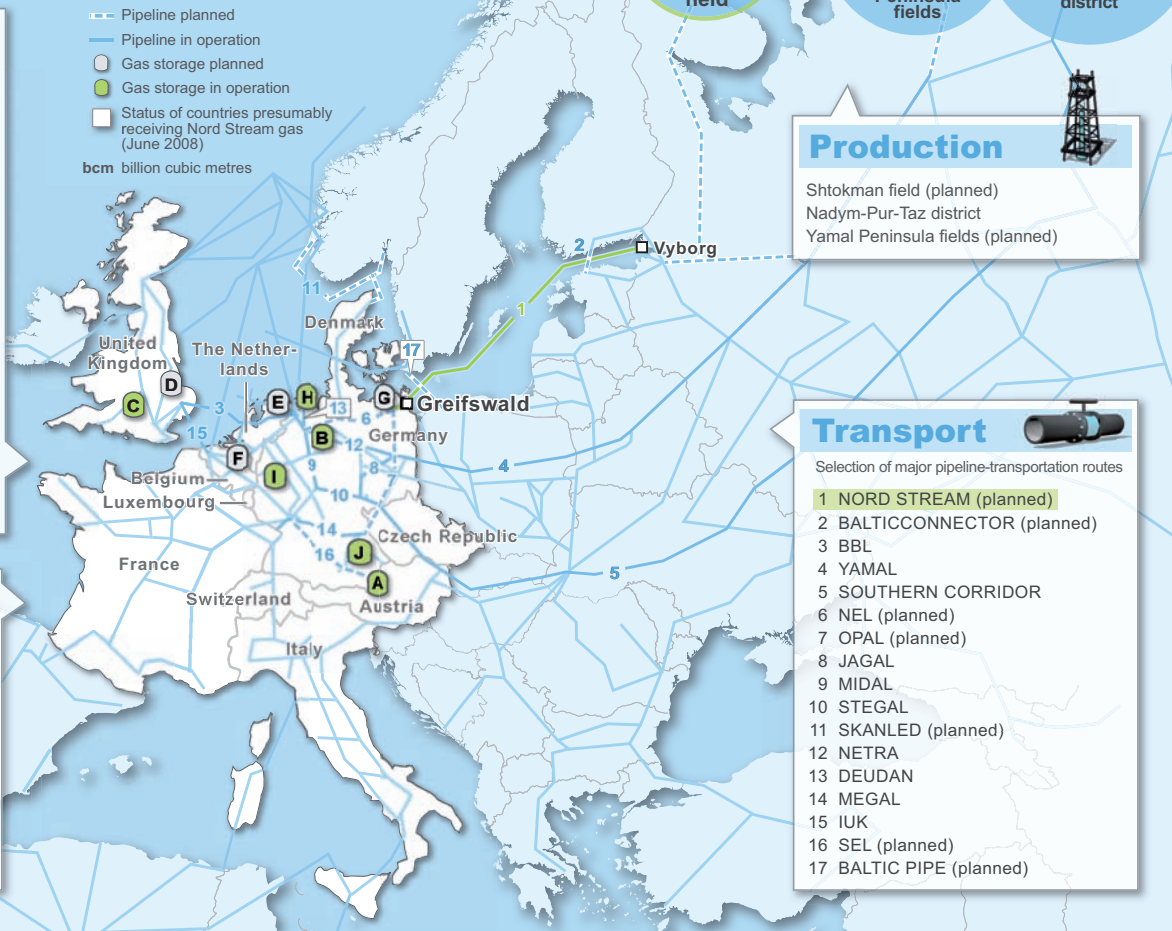 field
Peninsula
fields
district
Pipeline planned
Pipeline in operation
Gas storage planned
Gas storage in operation
Status of countries presumably
receiving Nord Stream gas
(June 2008)
bcm billion cubic metres
Production
Shtokman field (planned)
Nadym-Pur-Taz district
Yamal Peninsula fields (planned)
2
Vyborg
11
1
Denmark
United
Kingdom
The Nether-
lands
17
D
C
3
15
E
H
13
G
Greifswald
6
B
12
Germany
F
I
9
8
7
4
Belgium
Luxembourg
10
14
16
Czech Republic
J
A
5
France
Switzerland
Austria
Italy
Transport
Selection of major pipeline-transportation routes
1 NORD STREAM (planned)
2 BALTICCONNECTOR (planned)
3 BBL
4 YAMAL
5 SOUTHERN CORRIDOR
6 NEL (planned)
7 OPAL (planned)
8 JAGAL
9 MIDAL
10 STEGAL
11 SKANLED (planned)
12 NETRA
13 DEUDAN
14 MEGAL
15 IUK
16 SEL (planned)
17 BALTIC PIPE (planned)